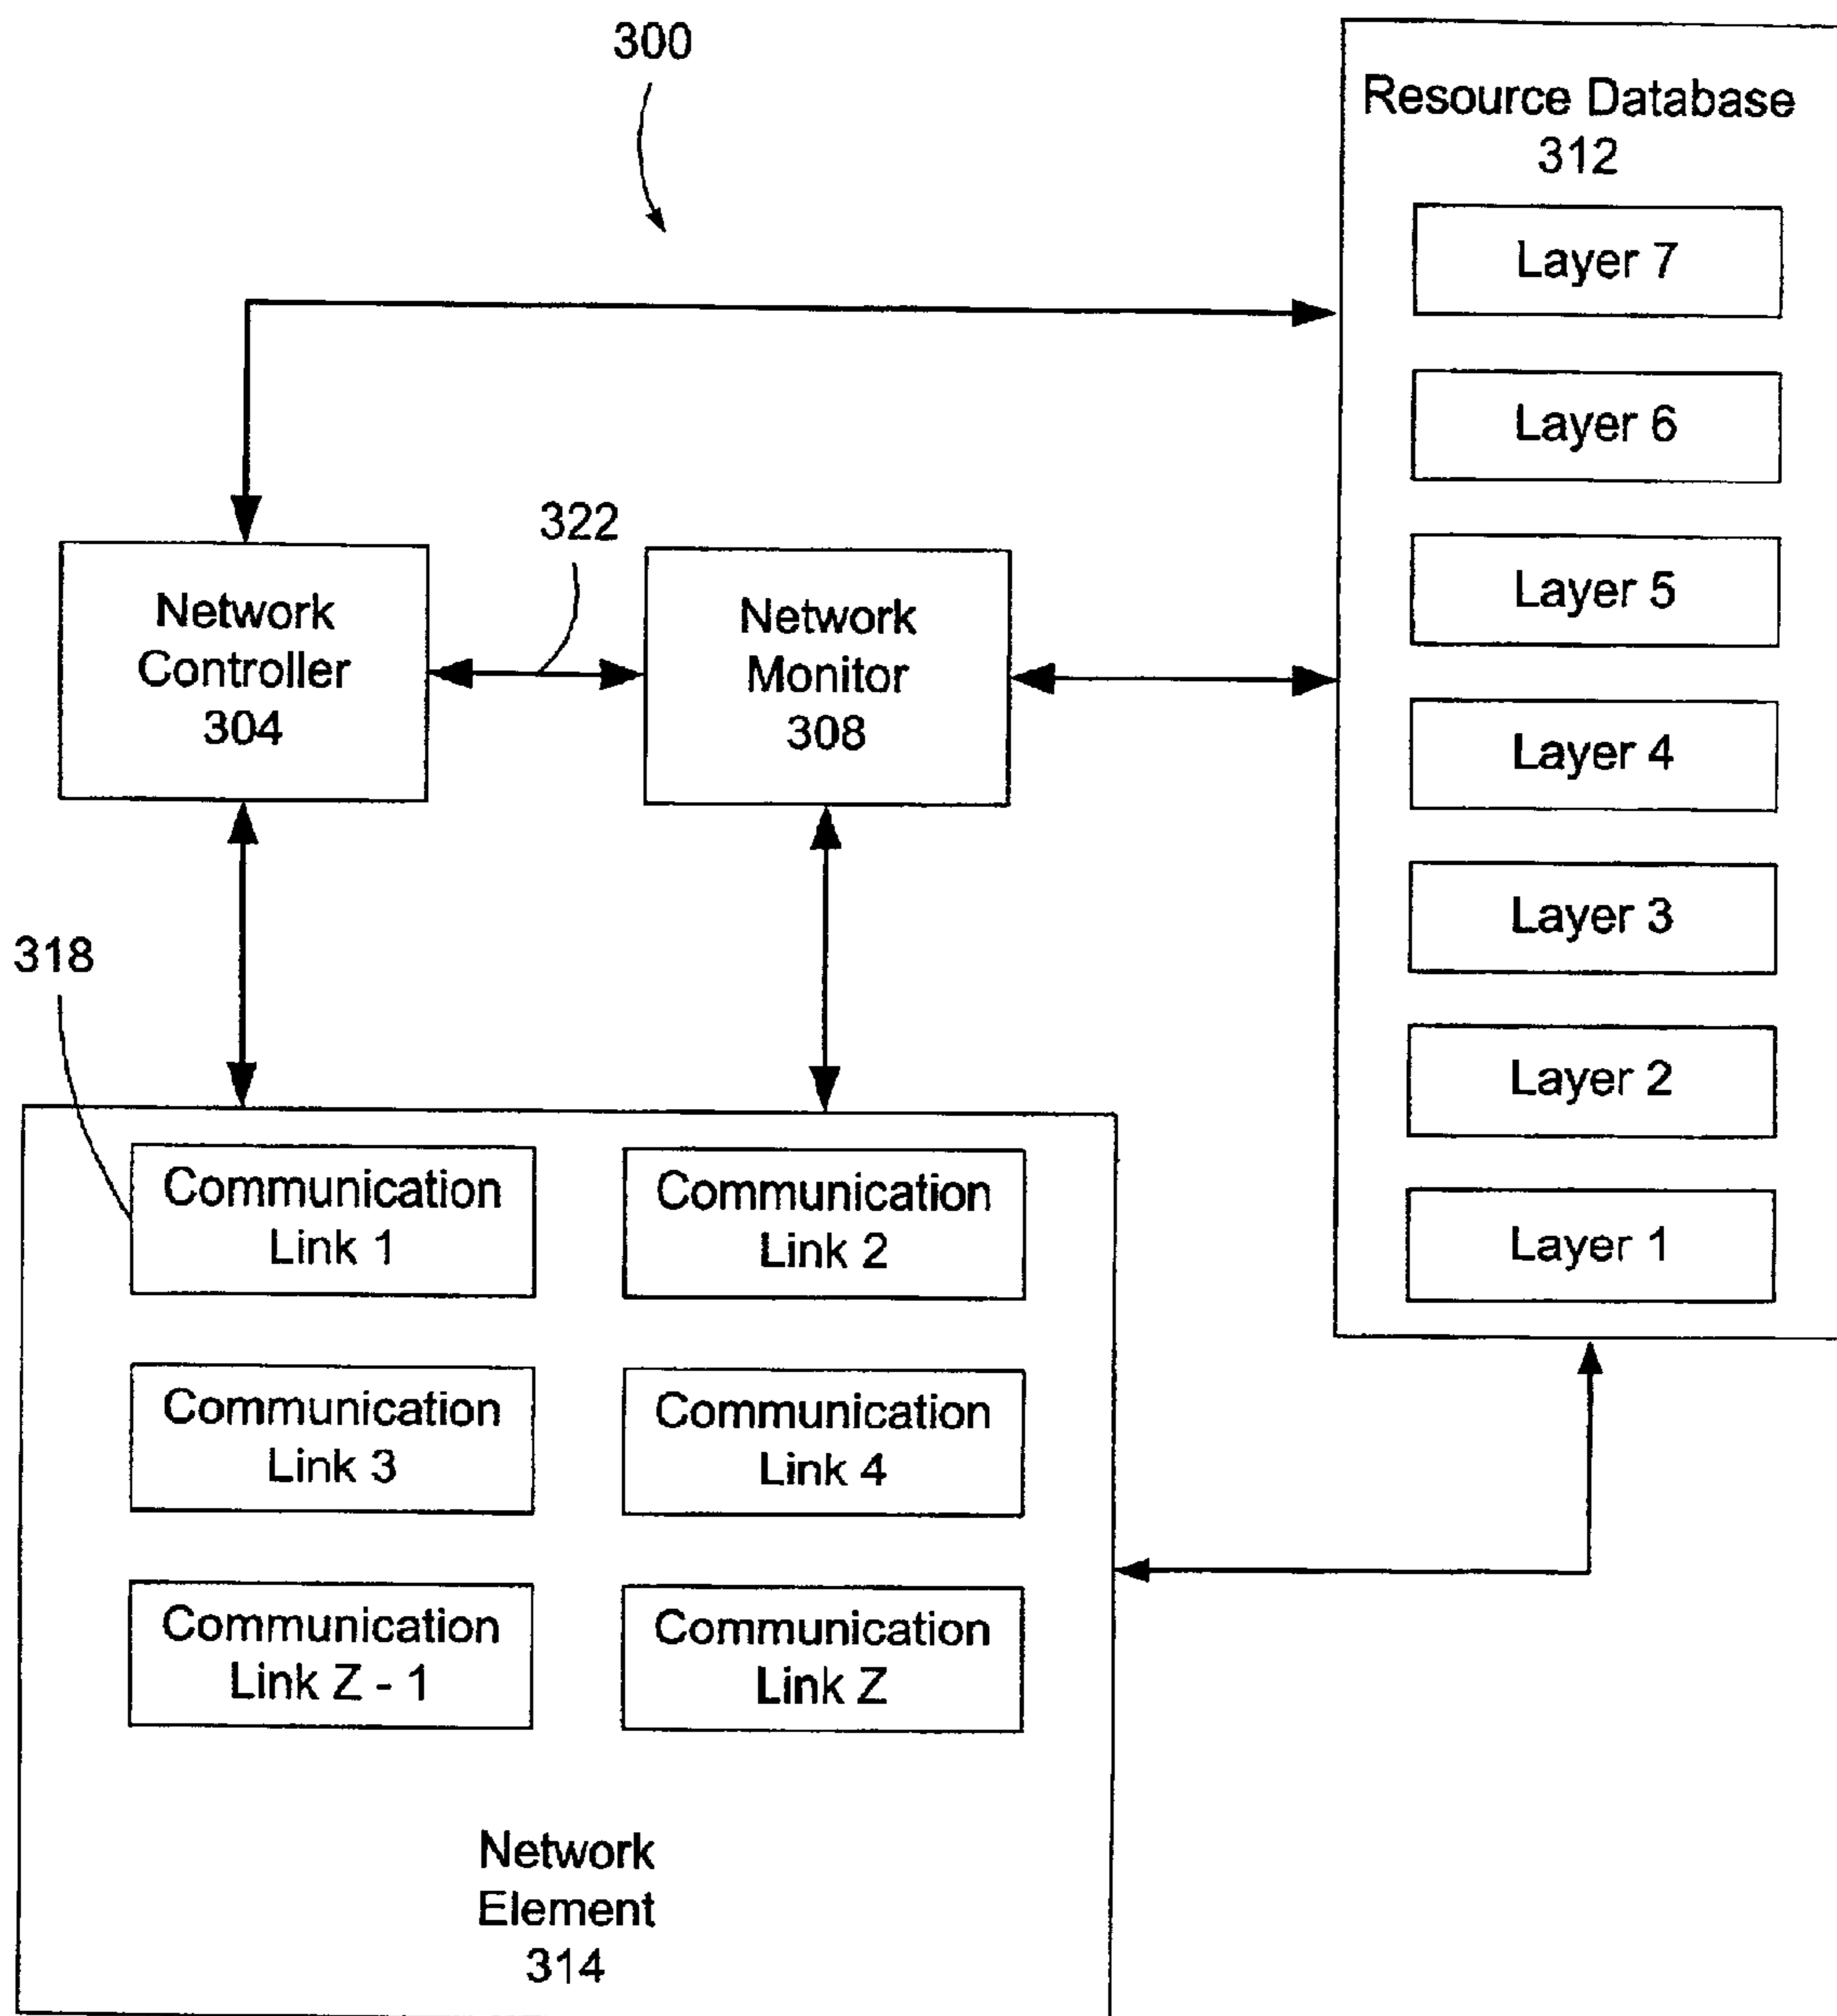 300
Resource Database
312
Layer 7
Layer 6
Layer 5
Layer 4
Layer 3
Layer 2
Layer 1
322
Network
Controller
304
Network
Monitor
308
318
Communication
Link 1
Communication
Link 2
Communication
Link 3
Communication
Link 4
Communication
Link Z - 1
Communication
Link Z
Network
Element
314